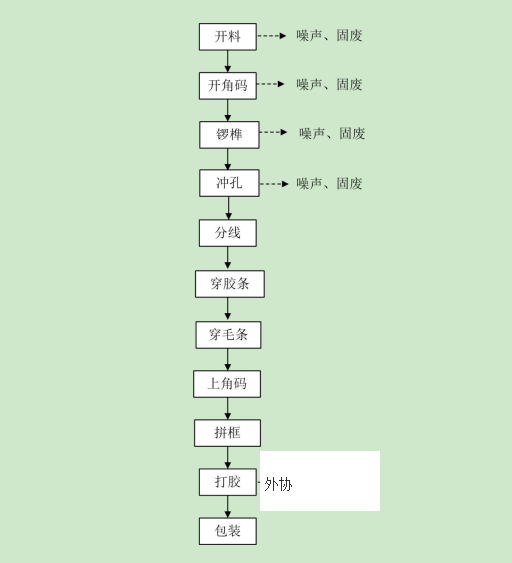 开料 噪声、固废
开角码 噪声、固废
锣榫 噪声、固废
冲孔 噪声、固废
分线
穿胶条
穿毛条
上角码
拼框
打胶 外协
包装